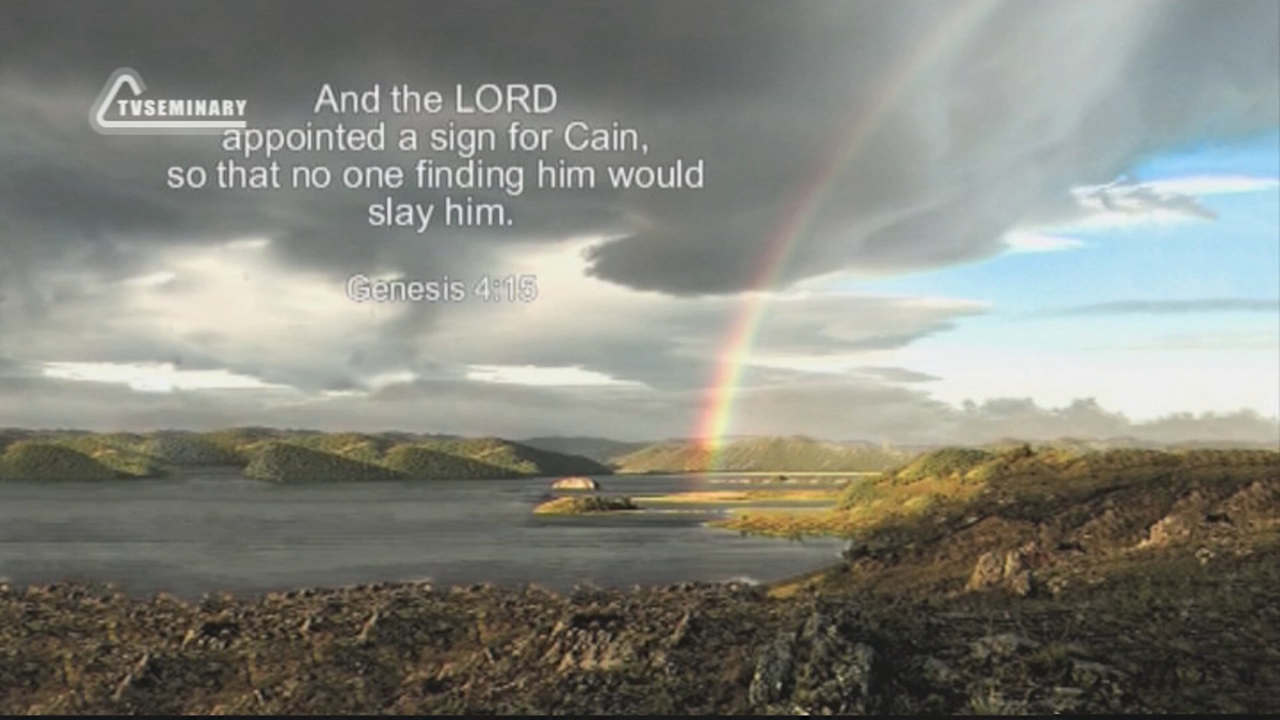 TVSEMINARY
And the LORD
appointed a sign for Cain,
so that no one finding him would
slay him.
Genesis 4:15